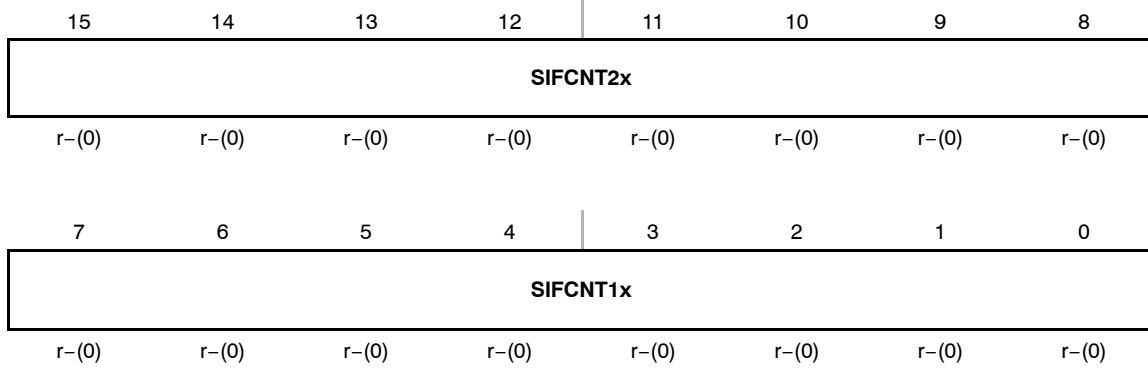 15 14 13 12 11 10 9 8
SIFCNT2x
r−(0) r−(0) r−(0) r−(0) r−(0) r−(0) r−(0) r−(0)
7 6 5 4 3 2 1 0
SIFCNT1x
r−(0) r−(0) r−(0) r−(0) r−(0) r−(0) r−(0) r−(0)